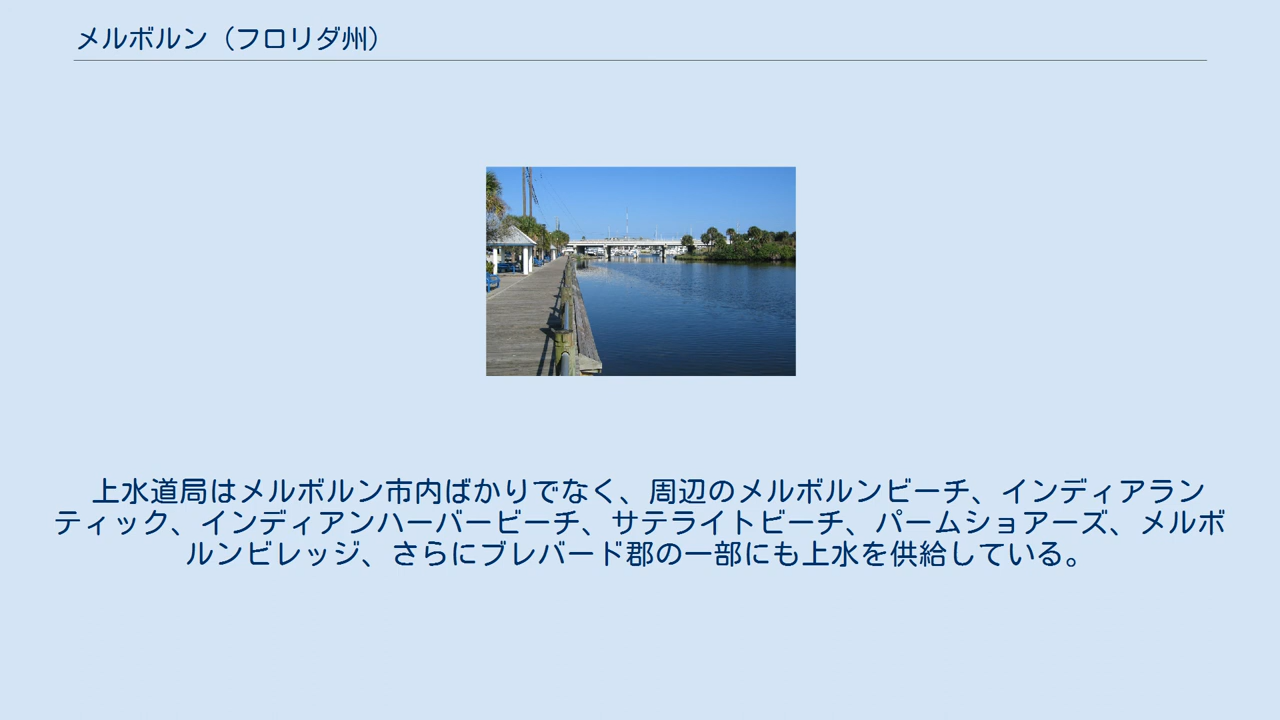 メルボルン（フロリダ州）
上水道局はメルボルン市内ばかりでなく、周辺のメルボルンビーチ、インディアラン
ティック、インディアンハーバービーチ、サテライトビーチ、パームショアーズ、メルボ
ルンビレッジ、さらにブレバード郡の一部にも上水を供給している。